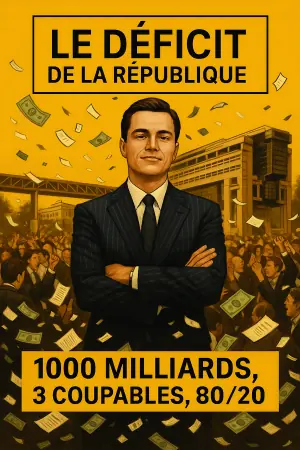 LE DÉFICIT
DE LA RÉPUBLIQUE
1000 MILLIARDS,
3 COUPABLES, 80/20